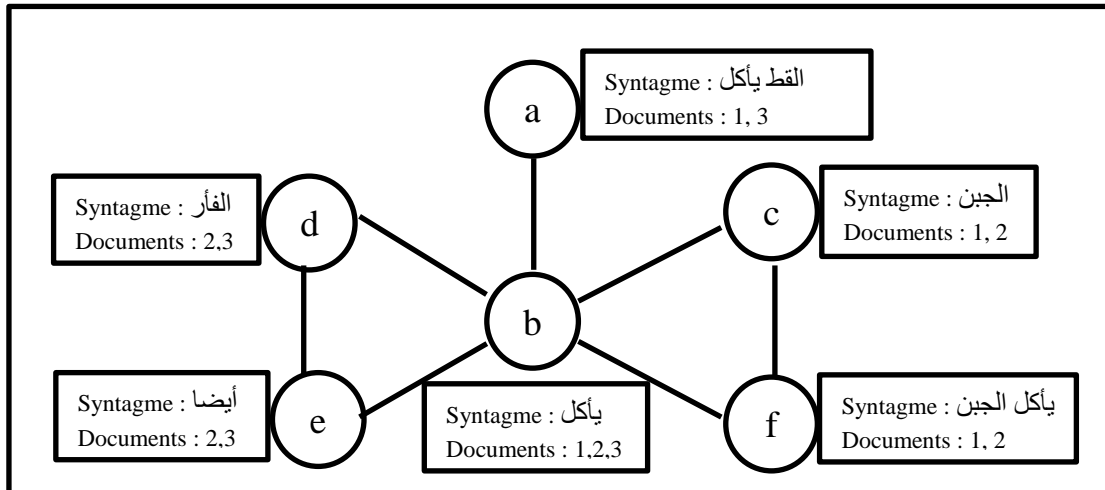 a
Syntagme : القط يأكل
Documents : 1, 3
d
Syntagme : الفأر
Documents : 2,3
c
Syntagme : الجبن
Documents : 1, 2
b
Syntagme : يأكل
Documents : 1,2,3
e
Syntagme : أيضا
Documents : 2,3
f
Syntagme : يأكل الجبن
Documents : 1, 2